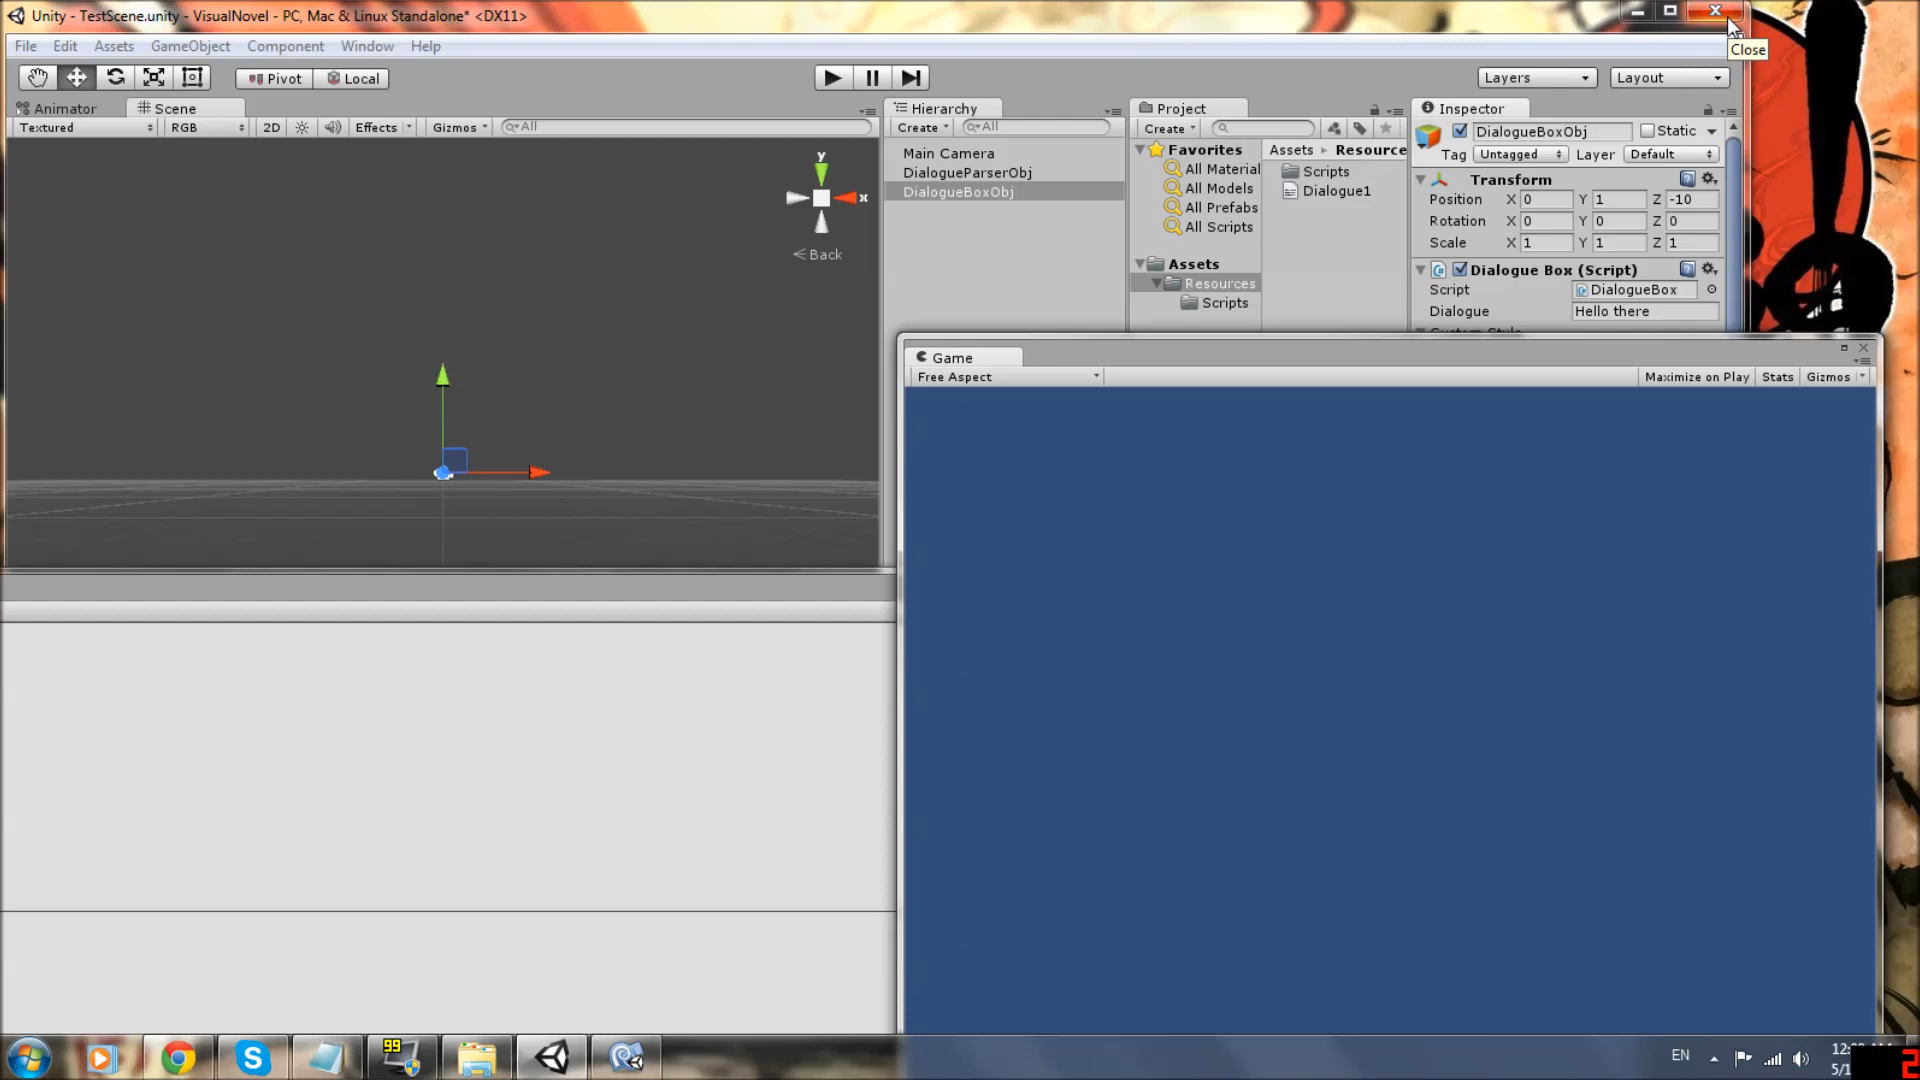 Unity - TestScene.unity - VisualNovel - PC, Mac & Linux Standalone* <DX11>
Close
File Edit Assets GameObject Component Window Help
Pivot Local
Layers Layout
Animator Scene
Textured RGB 2D Effects Gizmos All
y
x
Back
Hierarchy
Create All
Main Camera
DialogueParserObj
DialogueBoxObj
Project
Create
Favorites
All Material
All Models
All Prefabs
All Scripts
Assets
Resources
Scripts
Assets Resource
Scripts
Dialogue1
Inspector
DialogueBoxObj Static
Tag Untagged Layer Default
Transform
Position X 0 Y 1 Z -10
Rotation X 0 Y 0 Z 0
Scale X 1 Y 1 Z 1
Dialogue Box (Script)
Script DialogueBox
Dialogue Hello there
Game
Free Aspect Maximize on Play Stats Gizmos
99
S
EN
5/1
2